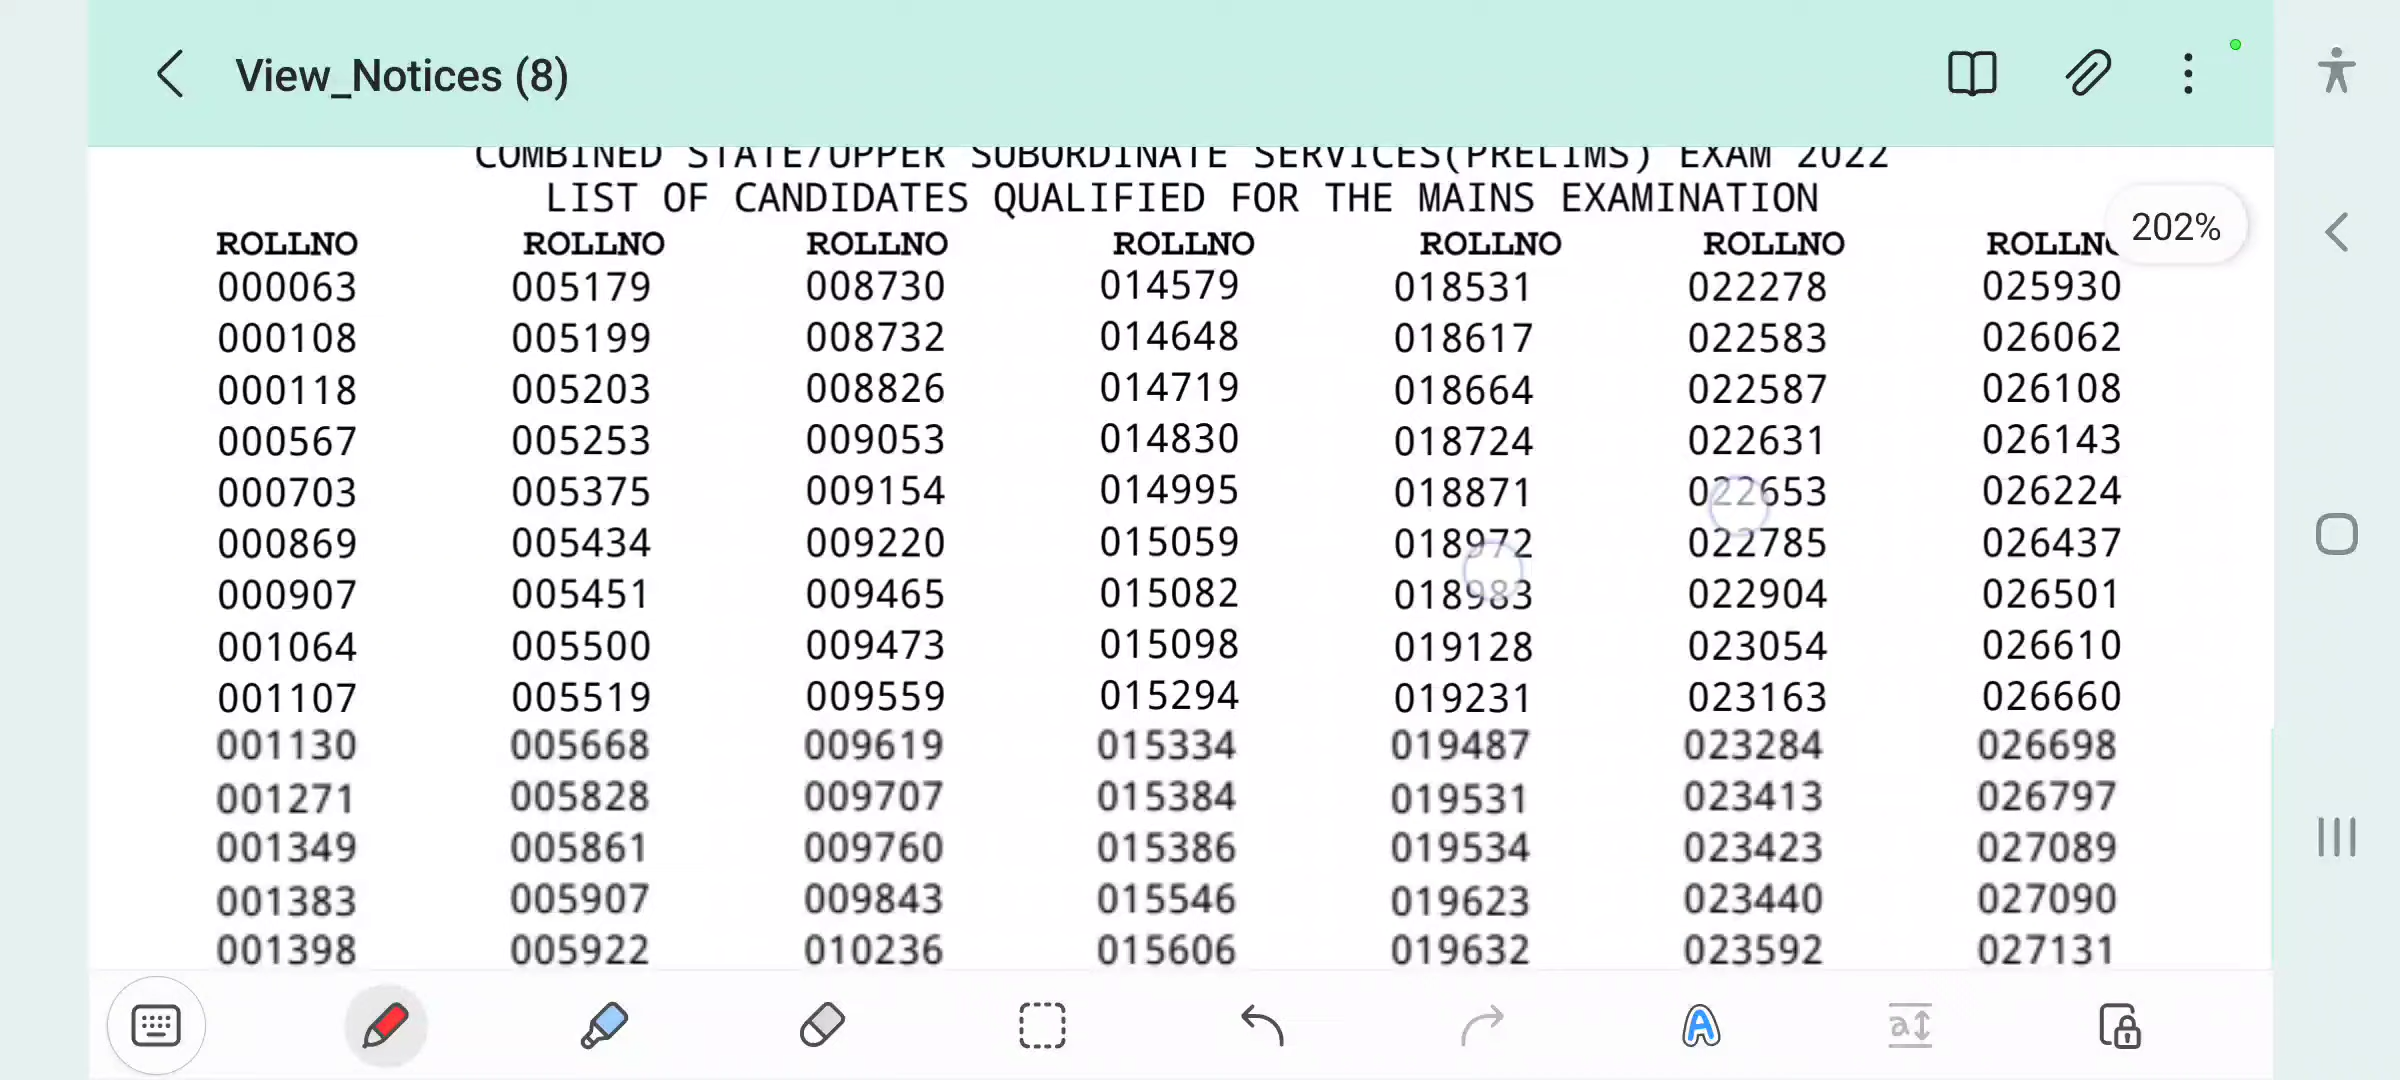 View_Notices (8)
COMBINED STATE/UPPER SUBORDINATE SERVICES(PRELIMS) EXAM 2022
LIST OF CANDIDATES QUALIFIED FOR THE MAINS EXAMINATION
202%
ROLLNO ROLLNO ROLLNO ROLLNO ROLLNO ROLLNO ROLLNO
000063 005179 008730 014579 018531 022278 025930
000108 005199 008732 014648 018617 022583 026062
000118 005203 008826 014719 018664 022587 026108
000567 005253 009053 014830 018724 022631 026143
000703 005375 009154 014995 018871 022653 026224
000869 005434 009220 015059 018972 022785 026437
000907 005451 009465 015082 018983 022904 026501
001064 005500 009473 015098 019128 023054 026610
001107 005519 009559 015294 019231 023163 026660
001130 005668 009619 015334 019487 023284 026698
001271 005828 009707 015384 019531 023413 026797
001349 005861 009760 015386 019534 023423 027089
001383 005907 009843 015546 019623 023440 027090
001398 005922 010236 015606 019632 023592 027131